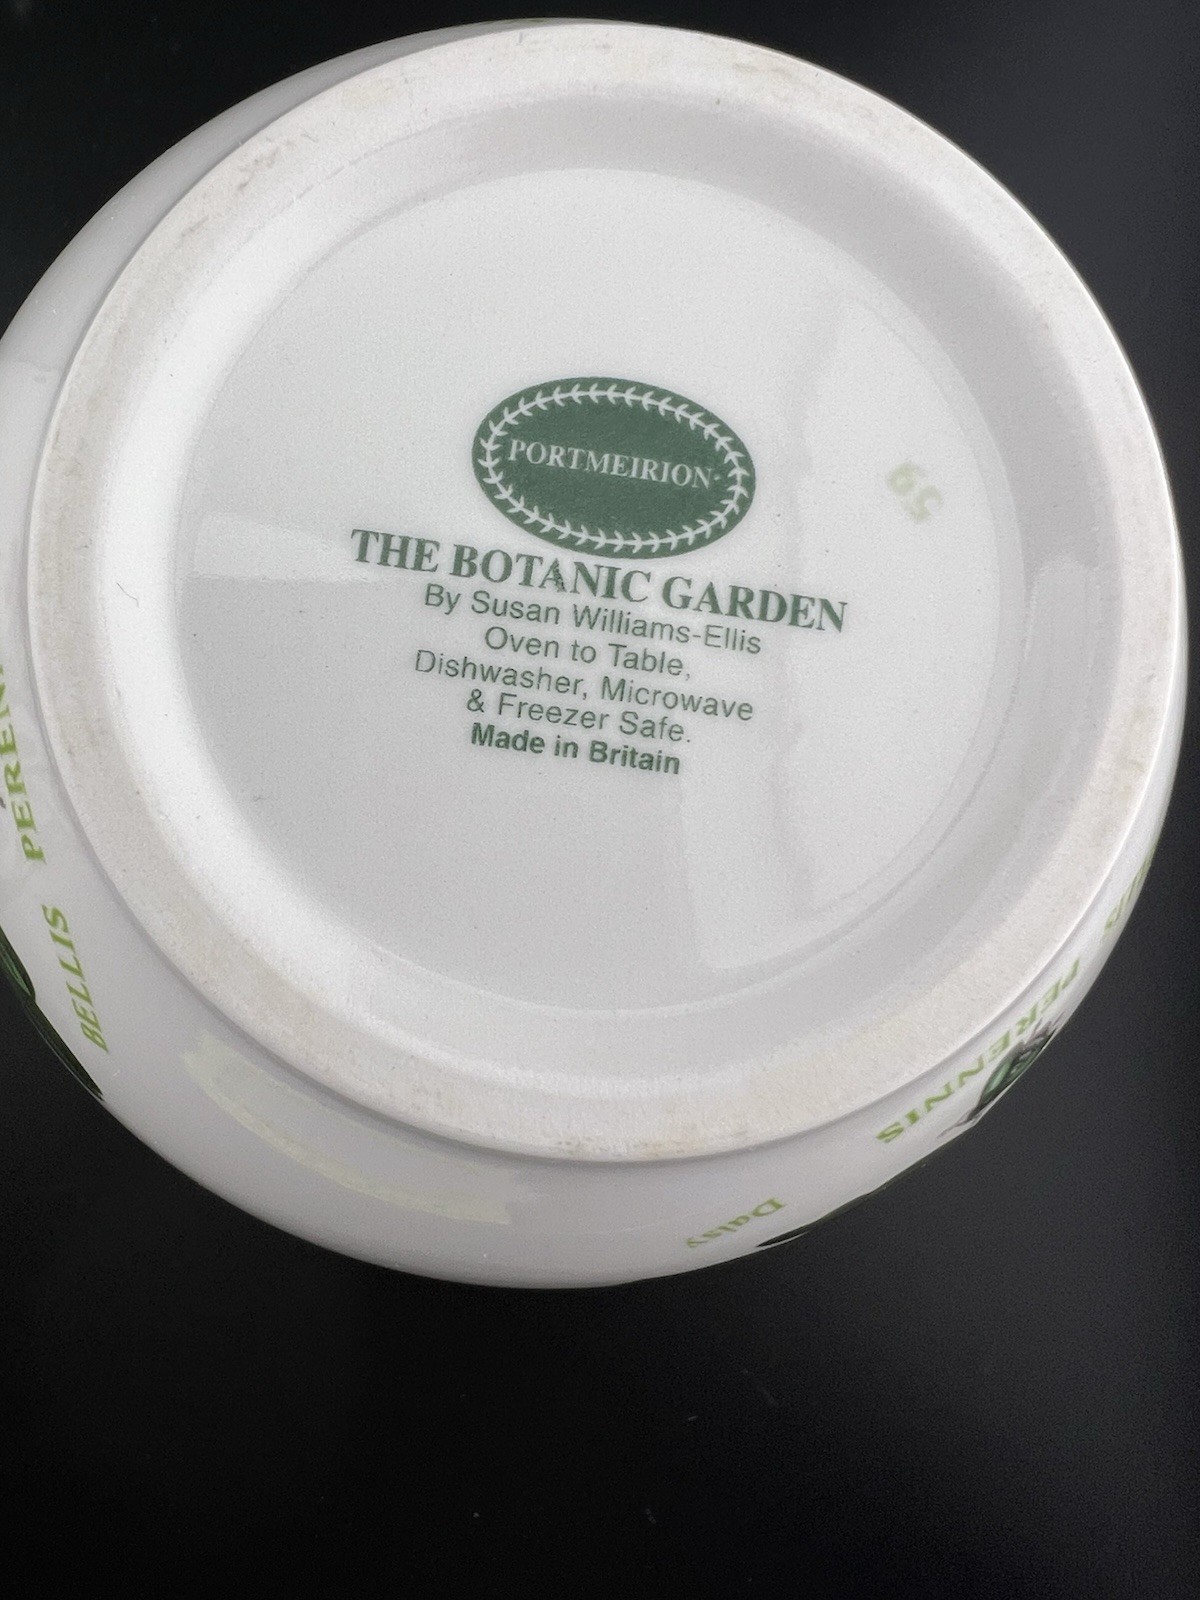 PORTMEIRION
THE BOTANIC GARDEN
By Susan Williams-Ellis
Oven to Table,
Dishwasher, Microwave
& Freezer Safe.
Made in Britain
59
BELLIS PEREN
PERENNIS
Daisy